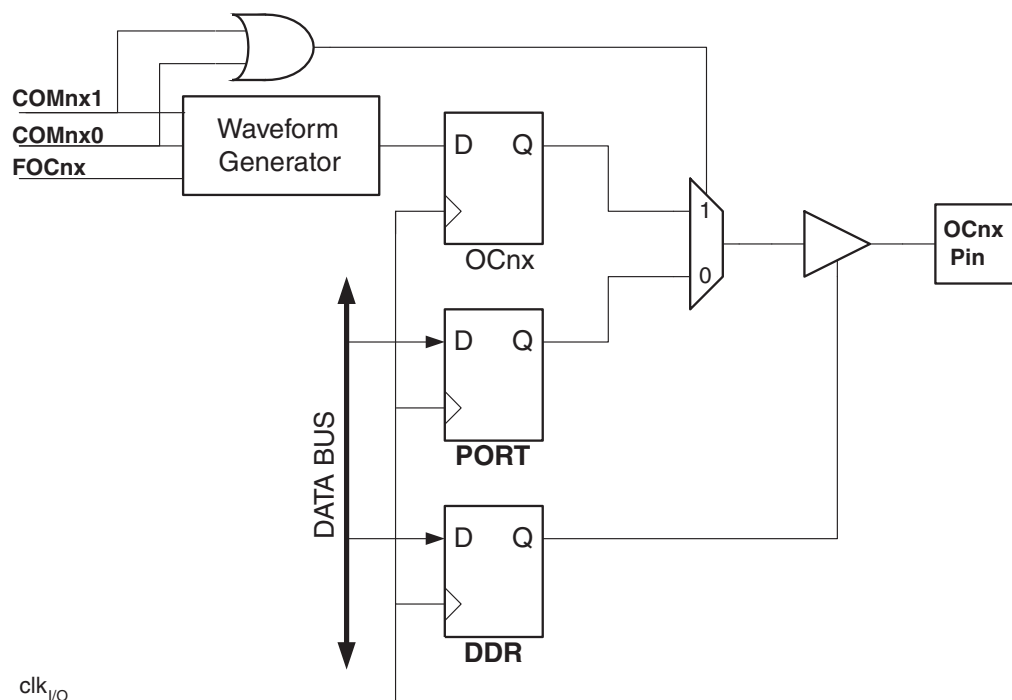 COMnx1
COMnx0
FOCnx
Waveform
Generator
D Q
OCnx
1
0
OCnx
Pin
D Q
PORT
DATA BUS
D Q
DDR
clkI/O